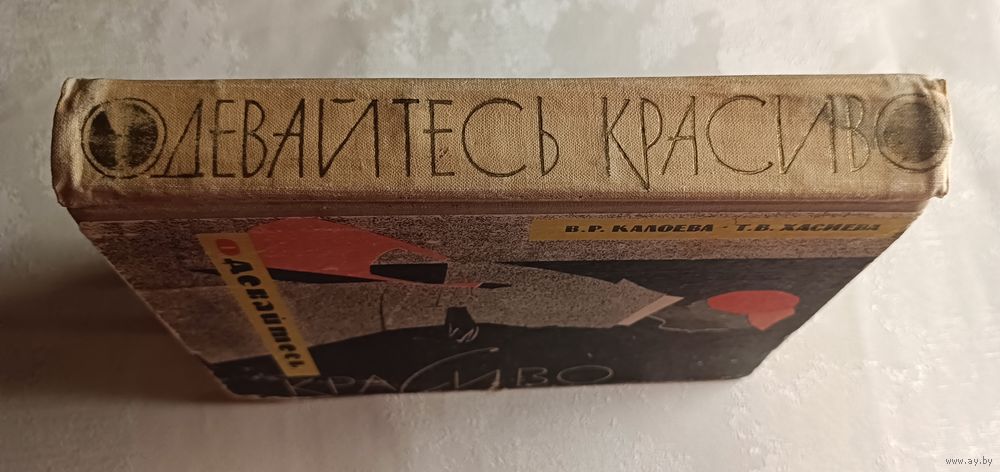 ОДЕВАЙТЕСЬ КРАСИВО
В.Р. КАЛОЕВА · Т.В. ХАСИЕВА
Одевайтесь
КРАСИВО
www.ay.by